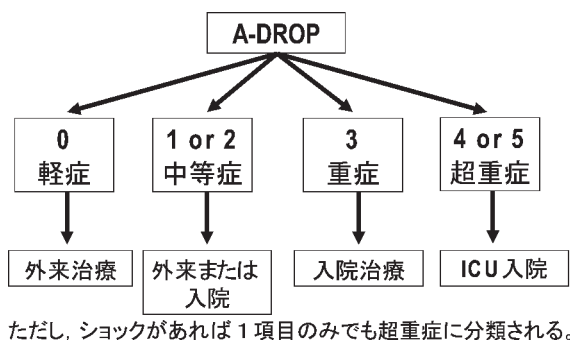 A-DROP
0
軽症
1 or 2
中等症
3
重症
4 or 5
超重症
外来治療
外来または
入院
入院治療
ICU入院
ただし,ショックがあれば1項目のみでも超重症に分類される。